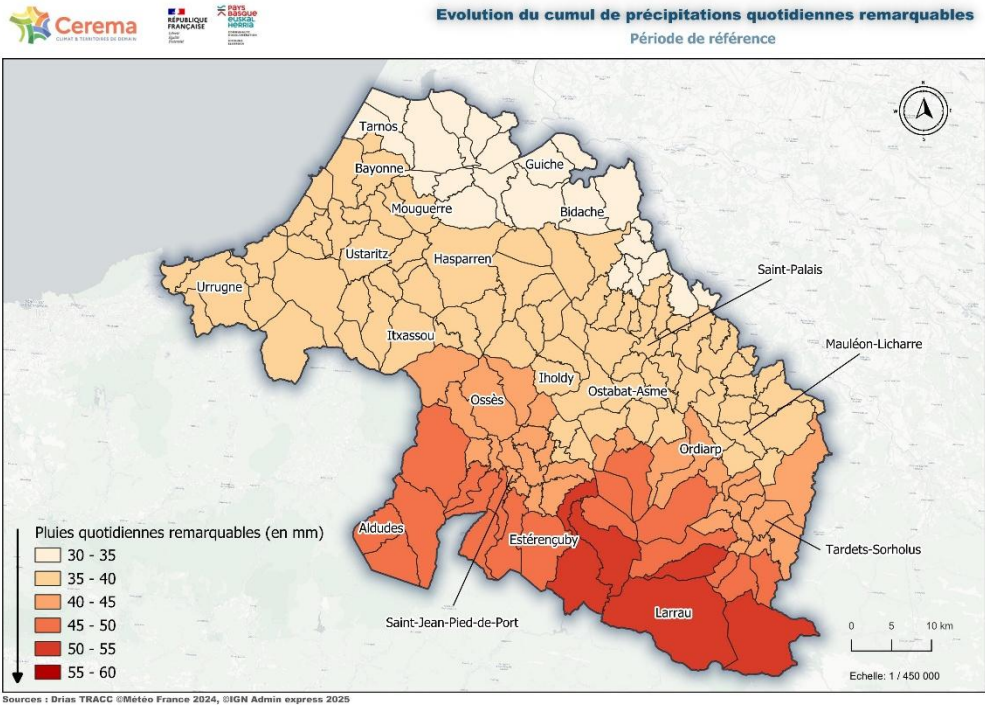 Cerema
CLIMAT & TERRITOIRES DE DEMAIN
RÉPUBLIQUE
FRANÇAISE
Liberté
Égalité
Fraternité
PAYS
BASQUE
EUSKAL
HERRIA
Evolution du cumul de précipitations quotidiennes remarquables
Période de référence
Tarnos
Guiche
Bayonne
Mouguerre
Bidache
Ustaritz
Hasparren
Saint-Palais
Urrugne
Itxassou
Mauléon-Licharre
Iholdy
Ostabat-Asme
Ossès
Ordiarp
Aldudes
Estérençuby
Tardets-Sorholus
Larrau
Saint-Jean-Pied-de-Port
Pluies quotidiennes remarquables (en mm)
30 - 35
35 - 40
40 - 45
45 - 50
50 - 55
55 - 60
0 5 10 km
Echelle: 1 / 450 000
Sources : Drias TRACC ©Météo France 2024, ©IGN Admin express 2025